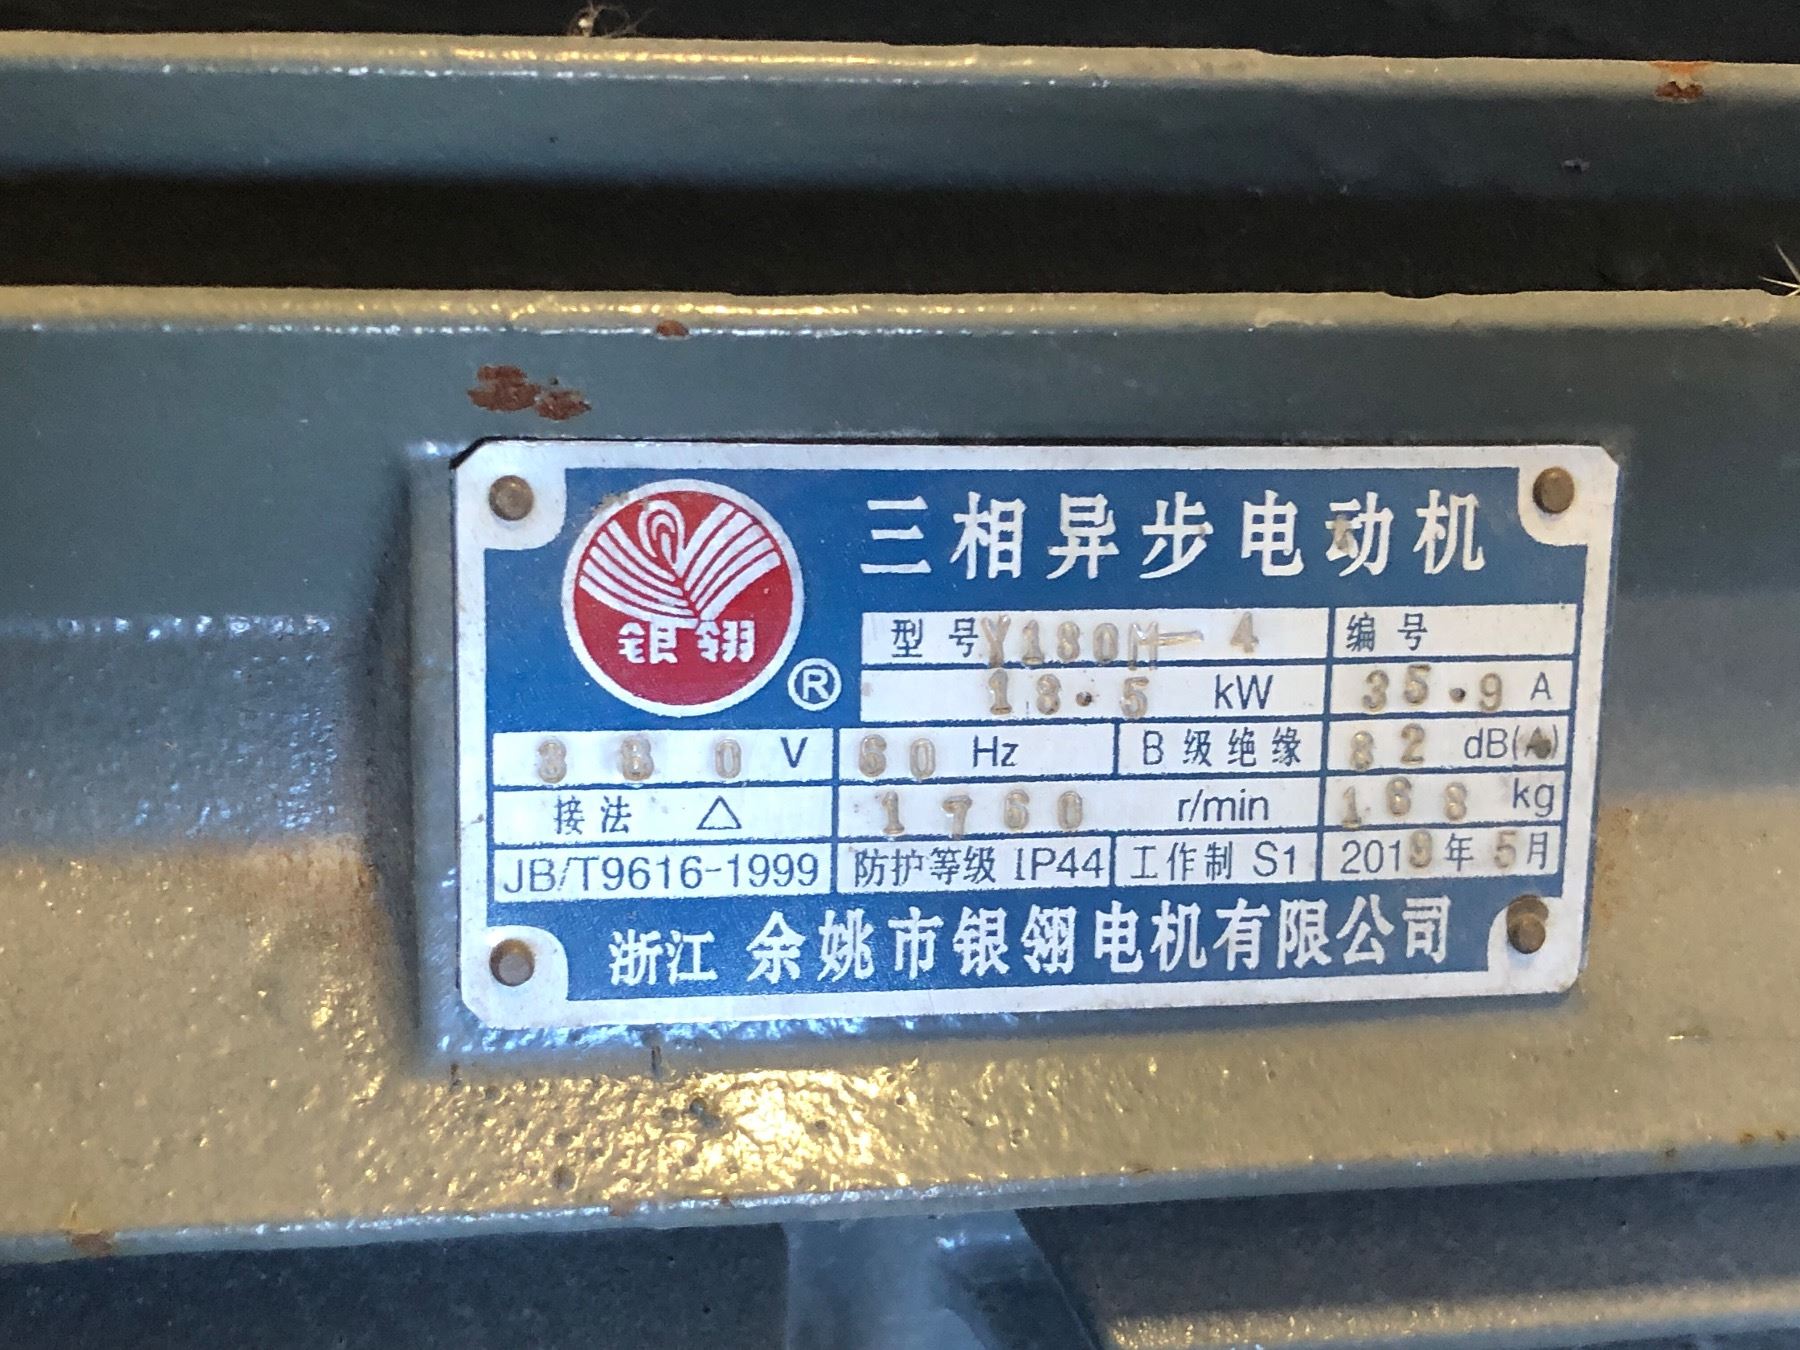 三相异步电动机
银翎 ®
型号 Y180M-4 编号
18.5 kW 35.9 A
380 V 60 Hz B级绝缘 82 dB(A)
接法 △ 1760 r/min 168 kg
JB/T9616-1999 防护等级 IP44 工作制 S1 2019年5月
浙江 余姚市银翎电机有限公司